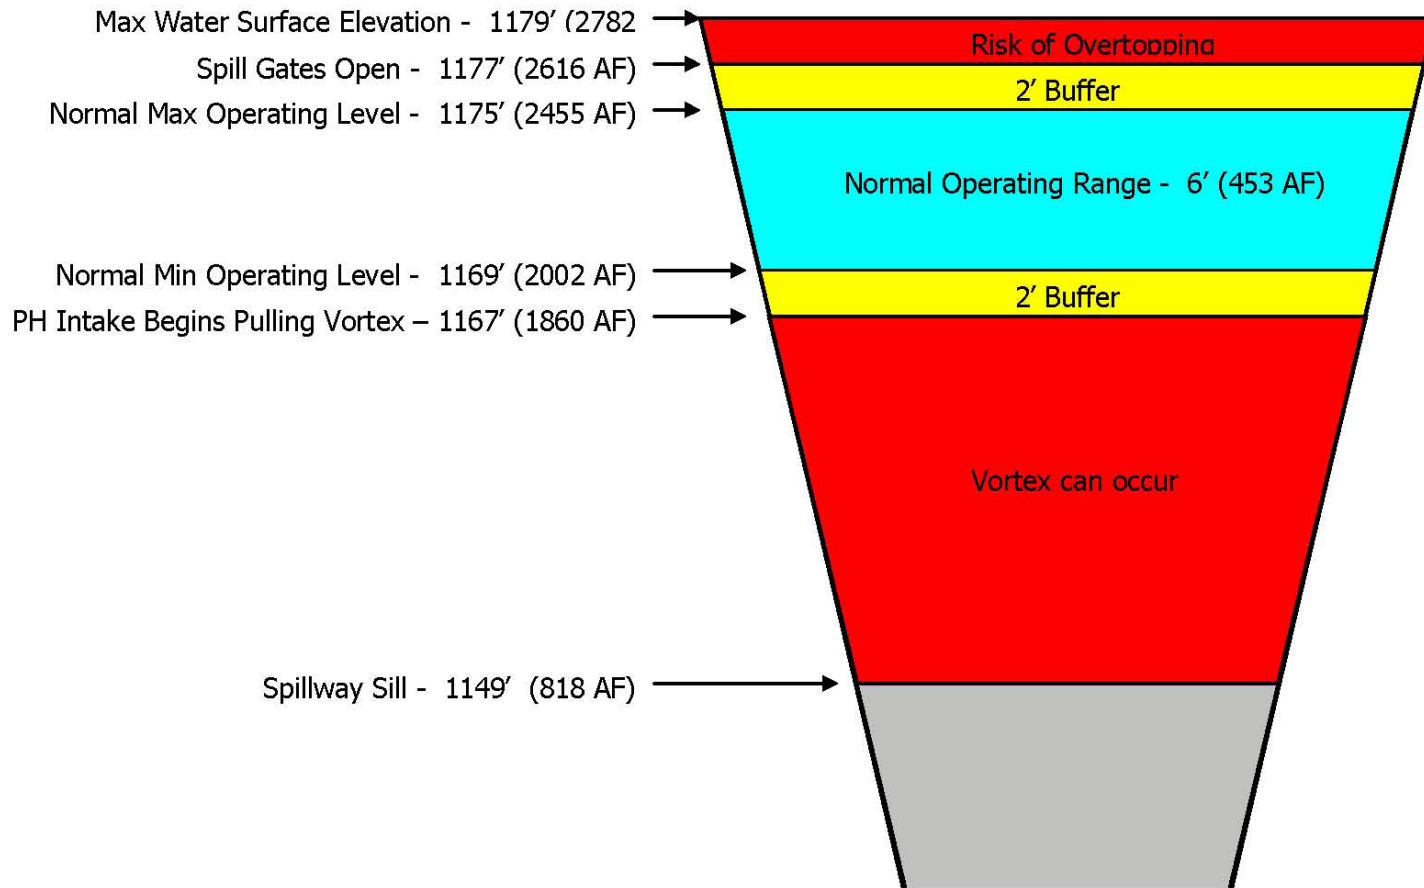 Max Water Surface Elevation - 1179’ (2782
Risk of Overtopping
Spill Gates Open - 1177’ (2616 AF)
2’ Buffer
Normal Max Operating Level - 1175’ (2455 AF)
Normal Operating Range - 6’ (453 AF)
Normal Min Operating Level - 1169’ (2002 AF)
2’ Buffer
PH Intake Begins Pulling Vortex – 1167’ (1860 AF)
Vortex can occur
Spillway Sill - 1149’ (818 AF)